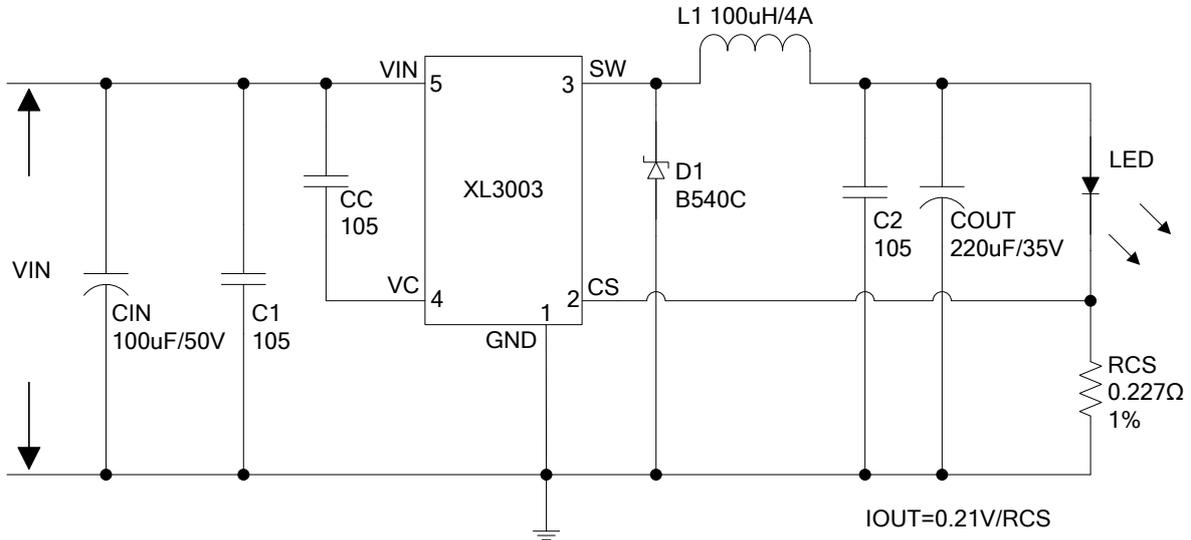 L1 100uH/4A
VIN
5
3
SW
XL3003
D1
B540C
LED
CC
105
C2
105
COUT
220uF/35V
VIN
VC
4
2
CS
1
GND
CIN
100uF/50V
C1
105
RCS
0.227Ω
1%
IOUT=0.21V/RCS